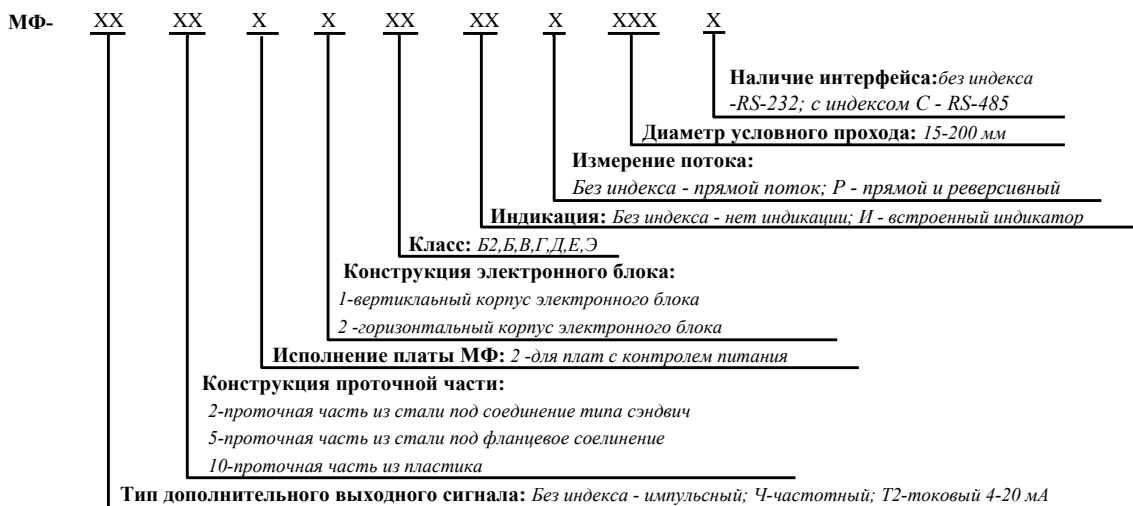 МФ- XX XX X X XX XX X XXX X
Наличие интерфейса:без индекса
-RS-232; с индексом С - RS-485
Диаметр условного прохода: 15-200 мм
Измерение потока:
Без индекса - прямой поток; Р - прямой и реверсивный
Индикация: Без индекса - нет индикации; И - встроенный индикатор
Класс: Б2,Б,В,Г,Д,Е,Э
Конструкция электронного блока:
1-вертиклаьный корпус электронного блока
2 -горизонтальный корпус электронного блока
Исполнение платы МФ: 2 -для плат с контролем питания
Конструкция проточной части:
2-проточная часть из стали под соединение типа сэндвич
5-проточная часть из стали под фланцевое соелинение
10-проточная часть из пластика
Тип дополнительного выходного сигнала: Без индекса - импульсный; Ч-частотный; Т2-токовый 4-20 мА